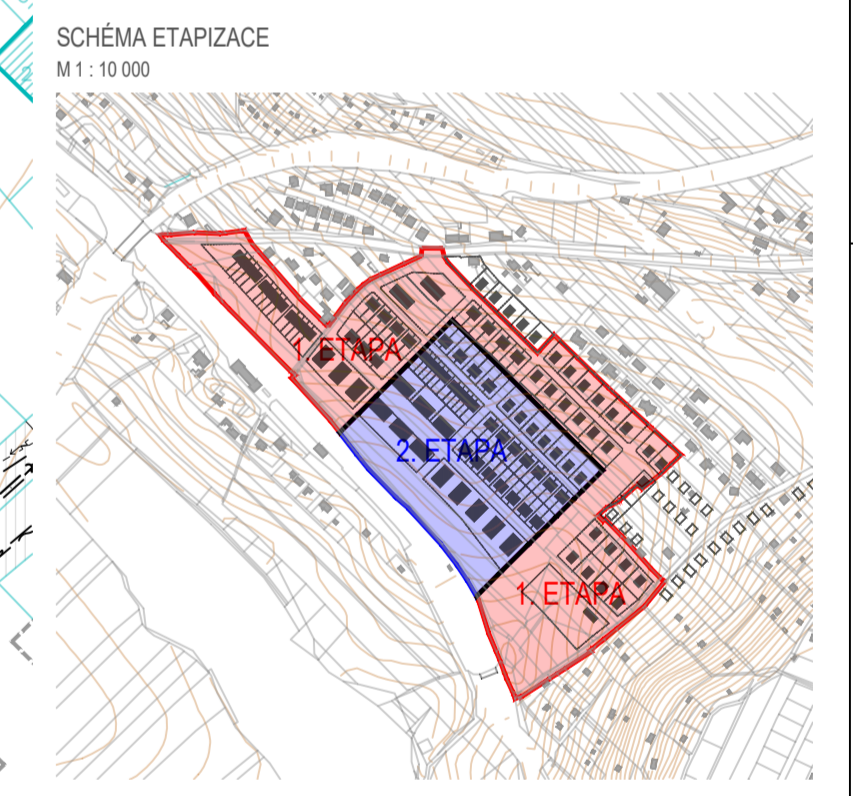 SCHÉMA ETAPIZACE
M 1 : 10 000
1. ETAPA
2. ETAPA
1. ETAPA